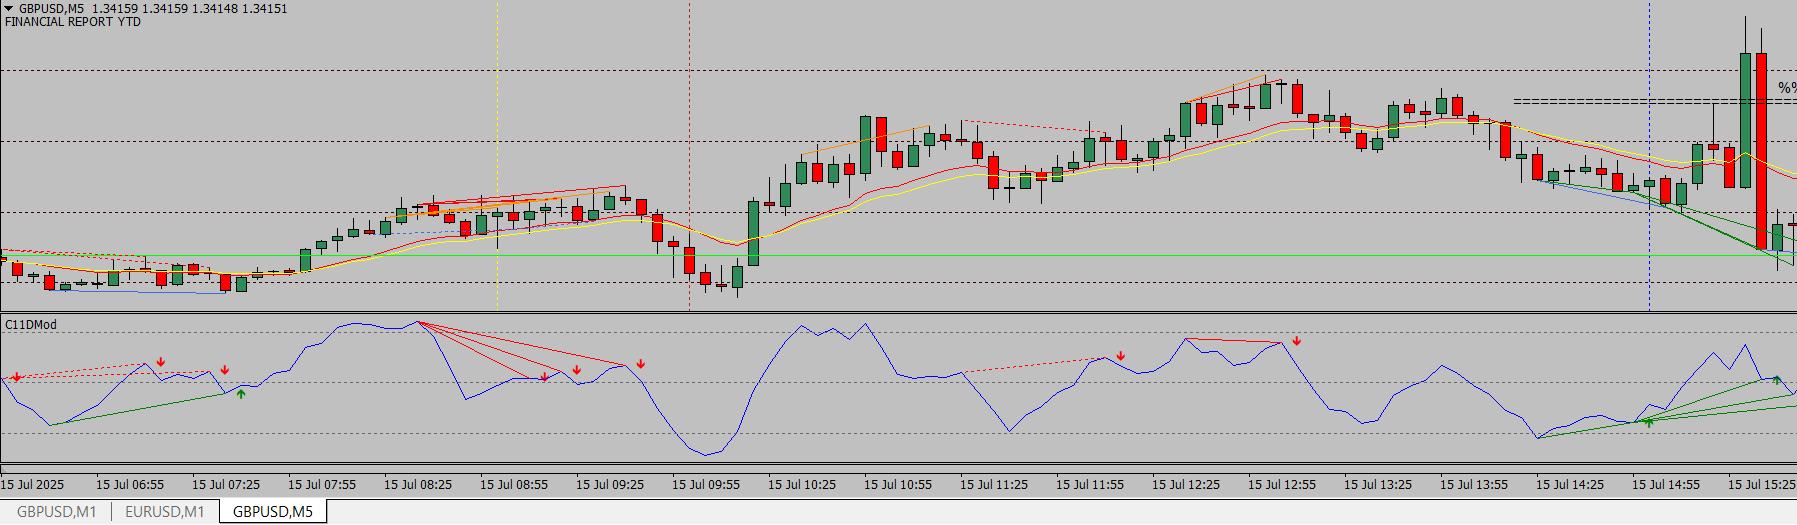 GBPUSD,M5 1.34159 1.34159 1.34148 1.34151
FINANCIAL REPORT YTD
%%
C11DMod
15 Jul 2025 15 Jul 06:55 15 Jul 07:25 15 Jul 07:55 15 Jul 08:25 15 Jul 08:55 15 Jul 09:25 15 Jul 09:55 15 Jul 10:25 15 Jul 10:55 15 Jul 11:25 15 Jul 11:55 15 Jul 12:25 15 Jul 12:55 15 Jul 13:25 15 Jul 13:55 15 Jul 14:25 15 Jul 14:55 15 Jul 15:25
GBPUSD,M1 EURUSD,M1 GBPUSD,M5